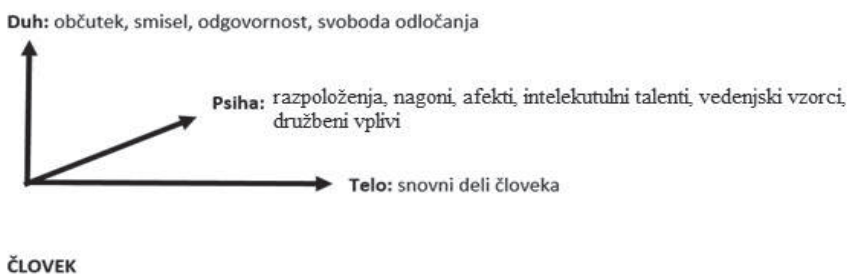 Duh: občutek, smisel, odgovornost, svoboda odločanja
Psiha: razpoloženja, nagoni, afekti, intelekutulni talenti, vedenjski vzorci,
družbeni vplivi
Telo: snovni deli človeka
ČLOVEK